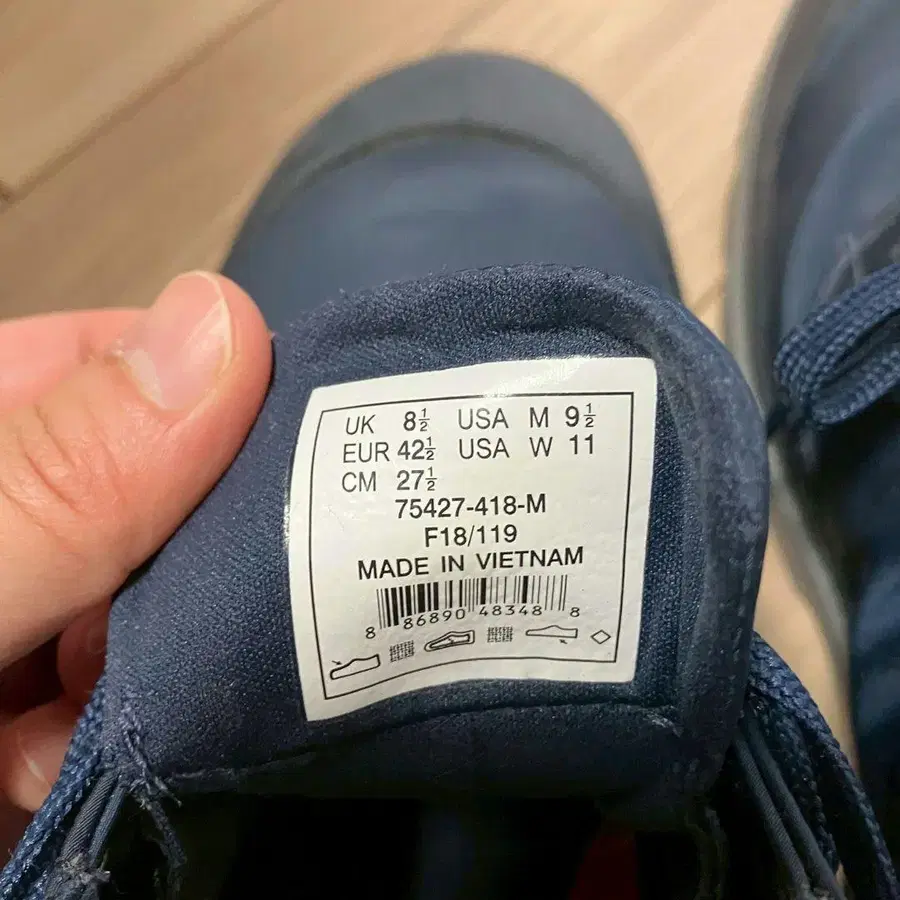 UK 8½ USA M 9½
EUR 42½ USA W 11
CM 27½
75427-418-M
F18/119
MADE IN VIETNAM
8 86890 48348 8